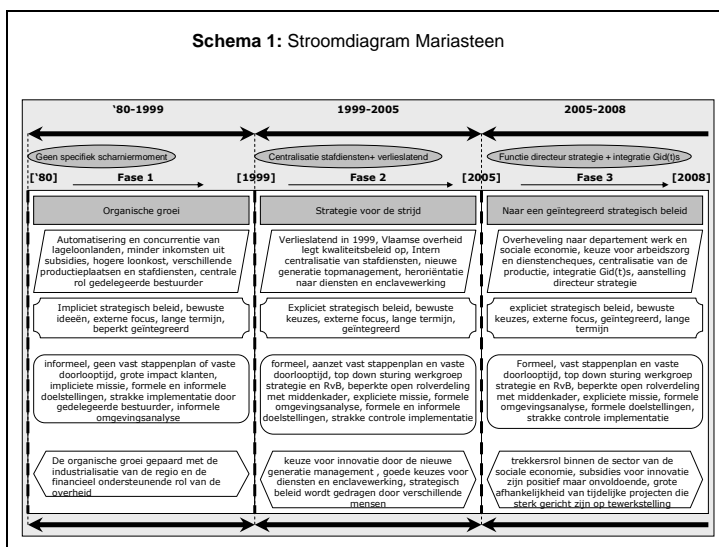 Schema 1: Stroomdiagram Mariasteen
‘80-1999
1999-2005
2005-2008
Geen specifiek scharniermoment
Centralisatie stafdiensten+ verlieslatend
Functie directeur strategie + integratie Gid(t)s
['80]
Fase 1
[1999]
Fase 2
[2005]
Fase 3
[2008]
Organische groei
Strategie voor de strijd
Naar een geïntegreerd strategisch beleid
Automatisering en concurrentie van
lageloonlanden, minder inkomsten uit
subsidies, hogere loonkost, verschillende
productieplaatsen en stafdiensten, centrale
rol gedelegeerde bestuurder
Verlieslatend in 1999, Vlaamse overheid
legt kwaliteitsbeleid op, Intern
centralisatie van stafdiensten, nieuwe
generatie topmanagement, heroriëntatie
naar diensten en enclavewerking
Overheveling naar departement werk en
sociale economie, keuze voor arbeidszorg
en dienstencheques, centralisatie van de
productie, integratie Gid(t)s, aanstelling
directeur strategie
Impliciet strategisch beleid, bewuste
ideeën, externe focus, lange termijn,
beperkt geïntegreerd
Expliciet strategisch beleid, bewuste
keuzes, externe focus, lange termijn,
geïntegreerd
expliciet strategisch beleid, bewuste
keuzes, externe focus, geïntegreerd, lange
termijn
informeel, geen vast stappenplan of vaste
doorlooptijd, grote impact klanten,
impliciete missie, formele en informele
doelstellingen, strakke implementatie door
gedelegeerde bestuurder, informele
omgevingsanalyse
formeel, aanzet vast stappenplan en vaste
doorlooptijd, top down sturing werkgroep
strategie en RvB, beperkte open rolverdeling
met middenkader, expliciete missie, formele
omgevingsanalyse, formele en informele
doelstellingen, strakke controle implementatie
Formeel, vast stappenplan en vaste
doorlooptijd, top down sturing werkgroep
strategie en RvB, beperkte open rolverdeling
met middenkader, expliciete missie, formele
omgevingsanalyse, formele doelstellingen,
strakke controle implementatie
De organische groei gepaard met de
industrialisatie van de regio en de
financieel ondersteunende rol van de
overheid
keuze voor innovatie door de nieuwe
generatie management , goede keuzes voor
diensten en enclavewerking, strategisch
beleid wordt gedragen door verschillende
mensen
trekkersrol binnen de sector van de
sociale economie, subsidies voor innovatie
zijn positief maar onvoldoende, grote
afhankelijkheid van tijdelijke projecten die
sterk gericht zijn op tewerkstelling